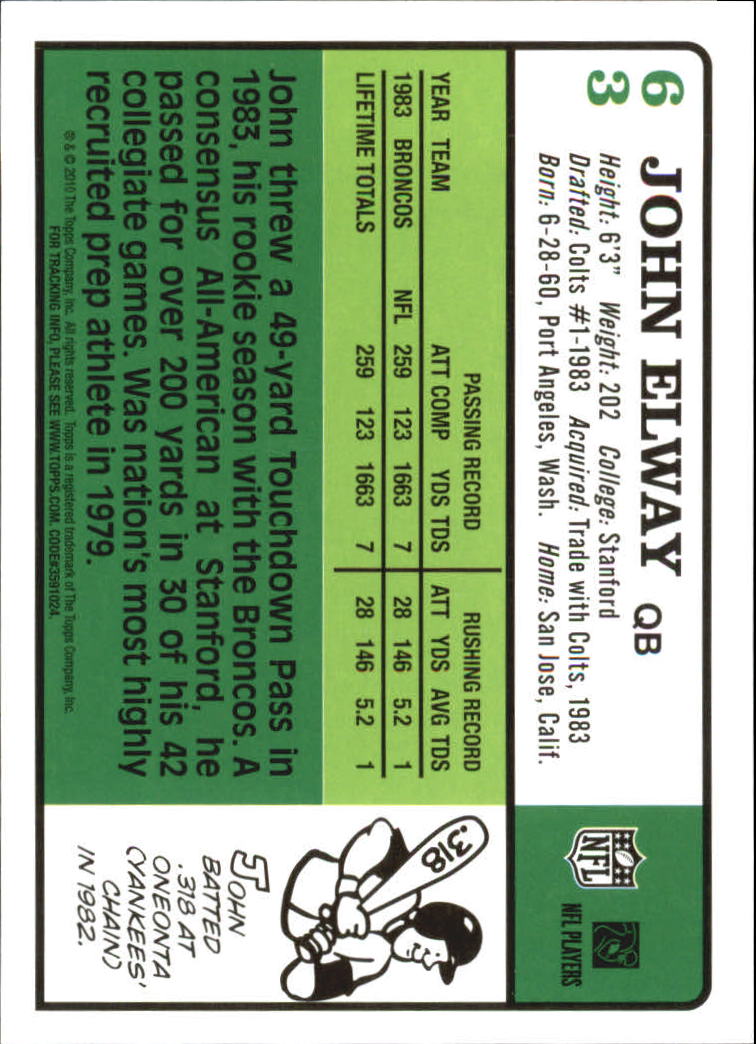 63
JOHN ELWAY QB
Height: 6'3" Weight: 202 College: Stanford
Drafted: Colts #1-1983 Acquired: Trade with Colts, 1983
Born: 6-28-60, Port Angeles, Wash. Home: San Jose, Calif.
NFL
NFL PLAYERS
PASSING RECORD RUSHING RECORD
YEAR TEAM ATT COMP YDS TDS ATT YDS AVG TDS
1983 BRONCOS NFL 259 123 1663 7 28 146 5.2 1
LIFETIME TOTALS 259 123 1663 7 28 146 5.2 1
John threw a 49-yard Touchdown Pass in
1983, his rookie season with the Broncos. A
consensus All-American at Stanford, he
passed for over 200 yards in 30 of his 42
collegiate games. Was nation's most highly
recruited prep athlete in 1979.
® & © 2010 The Topps Company, Inc. All rights reserved. Topps is a registered trademark of The Topps Company, Inc.
FOR TRACKING INFO, PLEASE SEE WWW.TOPPS.COM. CODE#3591024.
.318
JOHN
BATTED
.318 AT
ONEONTA
(YANKEES'
CHAIN)
IN 1982.